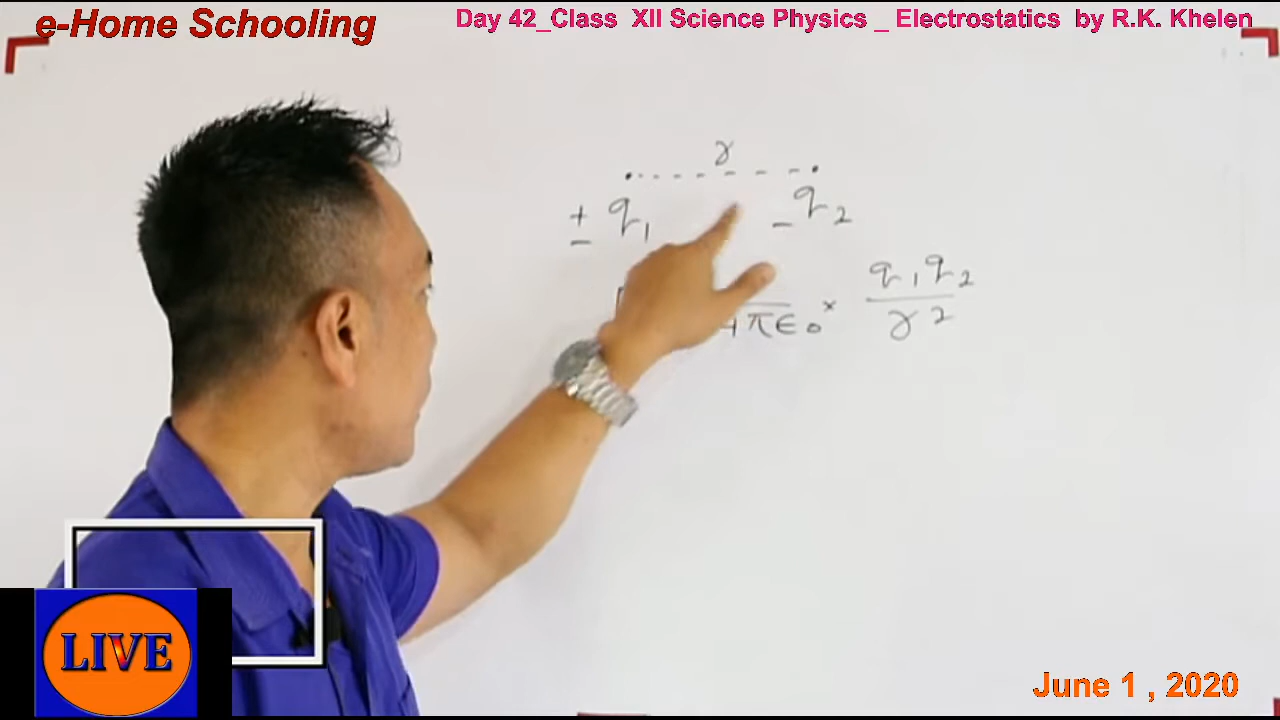 e-Home Schooling
Day 42_Class XII Science Physics _ Electrostatics by R.K. Khelen
r
± q1 - q2
4πε0 × q1q2 / r2
LIVE
June 1 , 2020